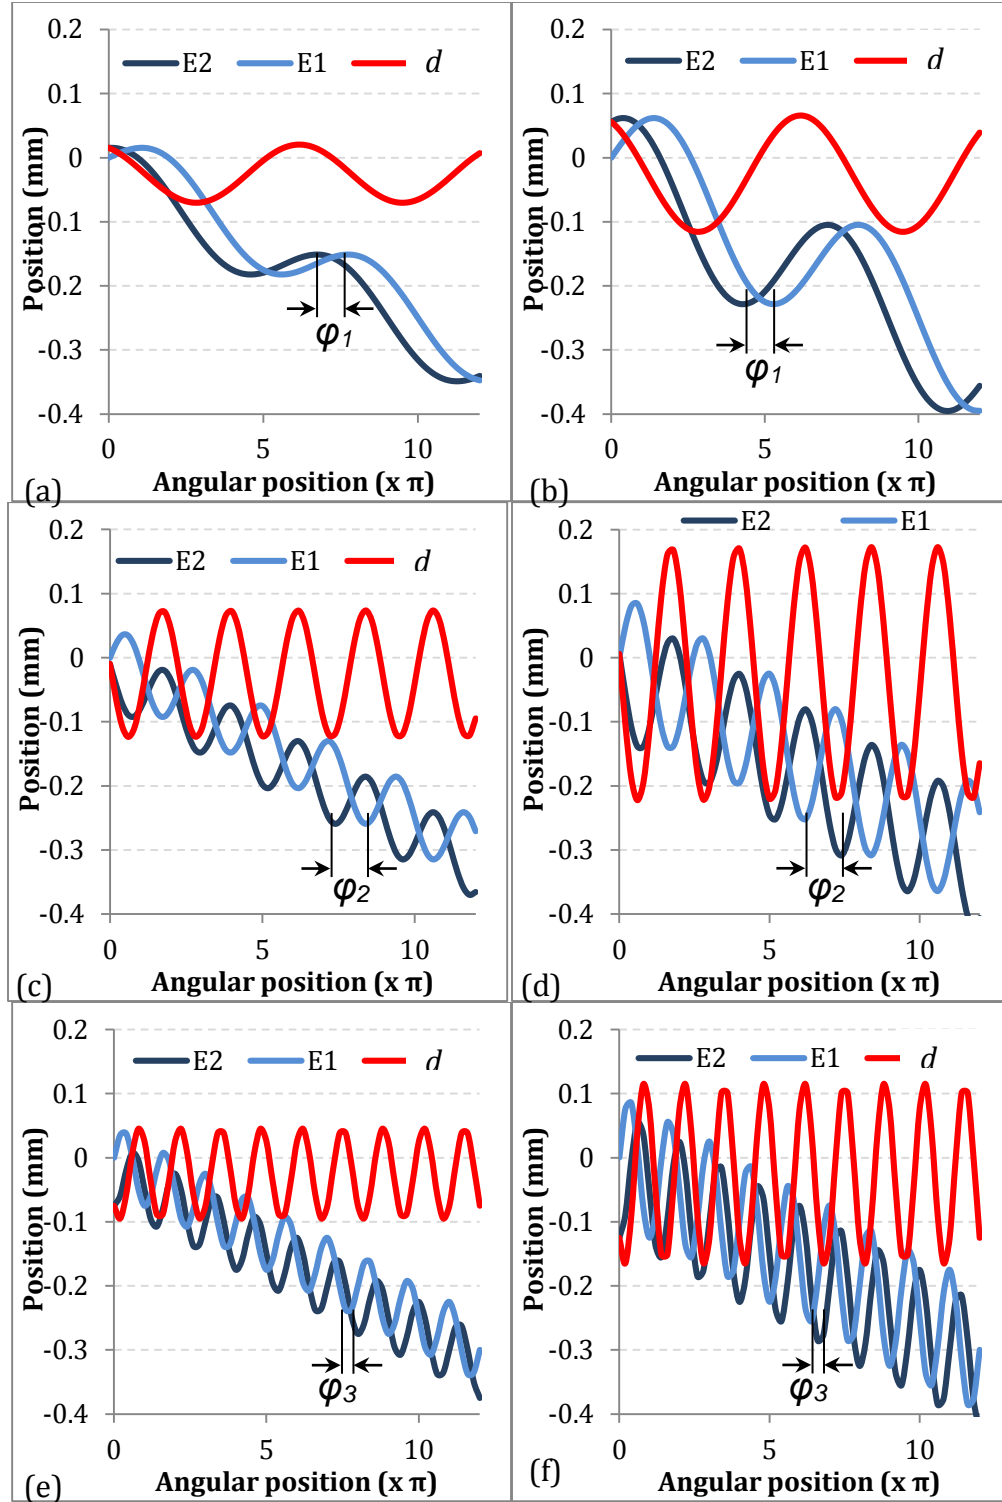 0.2
E2 E1 d
0.1
0
-0.1
-0.2
-0.3
-0.4
Position (mm)
φ1
0 5 10
Angular position (x π)
(a)
0.2
E2 E1 d
0.1
0
-0.1
-0.2
-0.3
-0.4
Position (mm)
φ1
0 5 10
Angular position (x π)
(b)
0.2
E2 E1 d
0.1
0
-0.1
-0.2
-0.3
-0.4
Position (mm)
φ2
0 5 10
Angular position (x π)
(c)
E2 E1
0.2
0.1
0
-0.1
-0.2
-0.3
-0.4
Position (mm)
φ2
0 5 10
Angular position (x π)
(d)
0.2
E2 E1 d
0.1
0
-0.1
-0.2
-0.3
-0.4
Position (mm)
φ3
0 5 10
Angular position (x π)
(e)
0.2
E2 E1 d
0.1
0
-0.1
-0.2
-0.3
-0.4
Position (mm)
φ3
0 5 10
Angular position (x π)
(f)